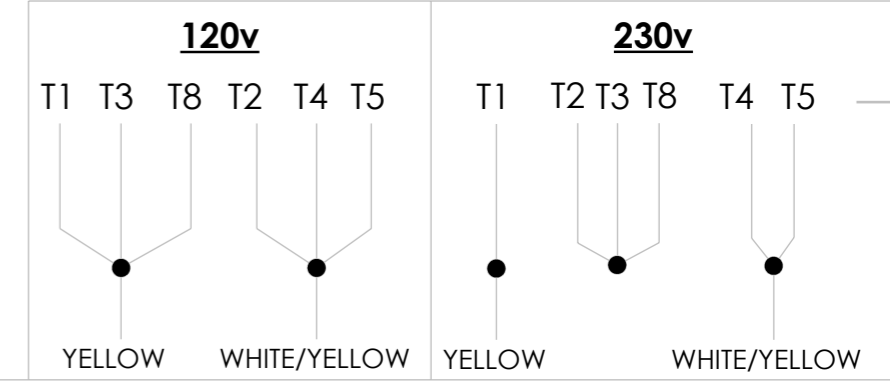 120v
T1 T3 T8 T2 T4 T5
YELLOW WHITE/YELLOW
230v
T1 T2 T3 T8 T4 T5
YELLOW WHITE/YELLOW